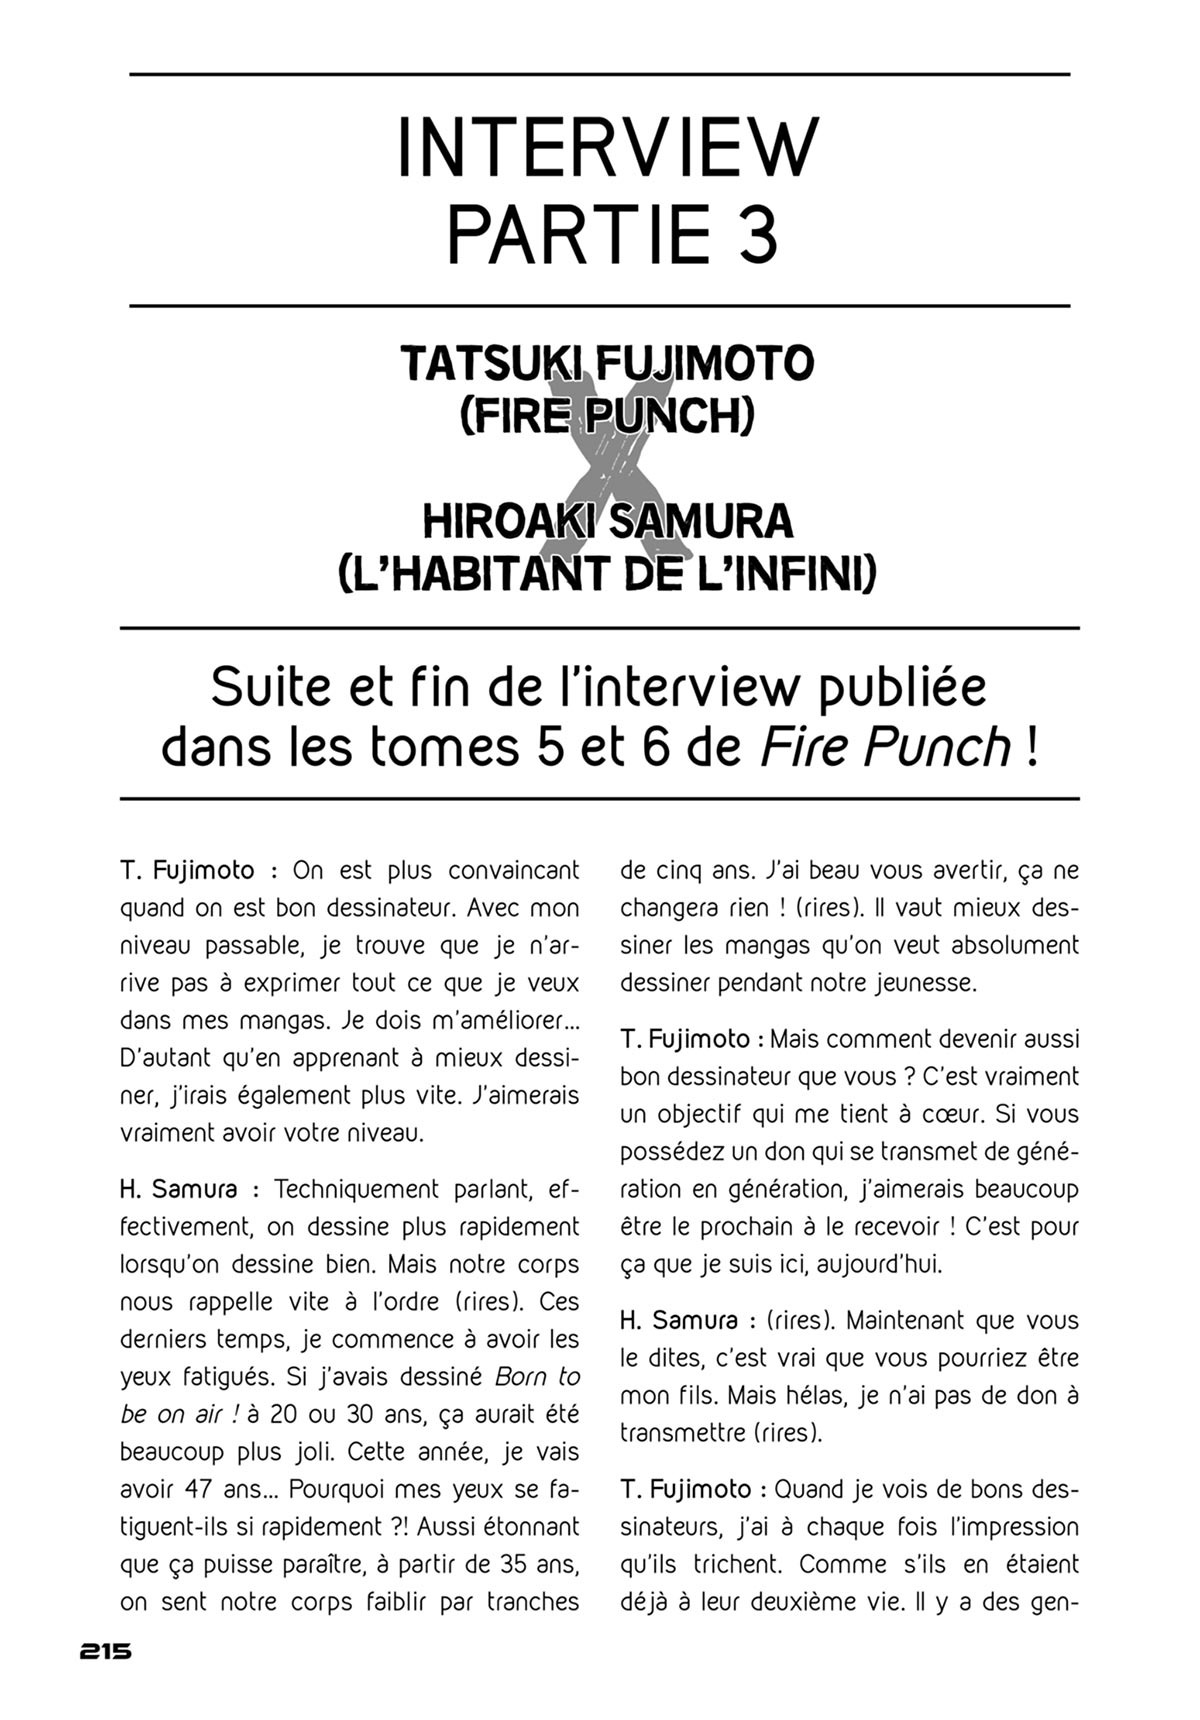 INTERVIEW
PARTIE 3
TATSUKI FUJIMOTO
(FIRE PUNCH)
X
HIROAKI SAMURA
(L'HABITANT DE L'INFINI)
Suite et fin de l'interview publiée
dans les tomes 5 et 6 de Fire Punch !
T. Fujimoto : On est plus convaincant
quand on est bon dessinateur. Avec mon
niveau passable, je trouve que je n'ar-
rive pas à exprimer tout ce que je veux
dans mes mangas. Je dois m'améliorer...
D'autant qu'en apprenant à mieux dessi-
ner, j'irais également plus vite. J'aimerais
vraiment avoir votre niveau.
H. Samura : Techniquement parlant, ef-
fectivement, on dessine plus rapidement
lorsqu'on dessine bien. Mais notre corps
nous rappelle vite à l'ordre (rires). Ces
derniers temps, je commence à avoir les
yeux fatigués. Si j'avais dessiné Born to
be on air ! à 20 ou 30 ans, ça aurait été
beaucoup plus joli. Cette année, je vais
avoir 47 ans... Pourquoi mes yeux se fa-
tiguent-ils si rapidement ?! Aussi étonnant
que ça puisse paraître, à partir de 35 ans,
on sent notre corps faiblir par tranches
de cinq ans. J'ai beau vous avertir, ça ne
changera rien ! (rires). Il vaut mieux des-
siner les mangas qu'on veut absolument
dessiner pendant notre jeunesse.
T. Fujimoto : Mais comment devenir aussi
bon dessinateur que vous ? C'est vraiment
un objectif qui me tient à cœur. Si vous
possédez un don qui se transmet de géné-
ration en génération, j'aimerais beaucoup
être le prochain à le recevoir ! C'est pour
ça que je suis ici, aujourd'hui.
H. Samura : (rires). Maintenant que vous
le dites, c'est vrai que vous pourriez être
mon fils. Mais hélas, je n'ai pas de don à
transmettre (rires).
T. Fujimoto : Quand je vois de bons des-
sinateurs, j'ai à chaque fois l'impression
qu'ils trichent. Comme s'ils en étaient
déjà à leur deuxième vie. Il y a des gen-
215